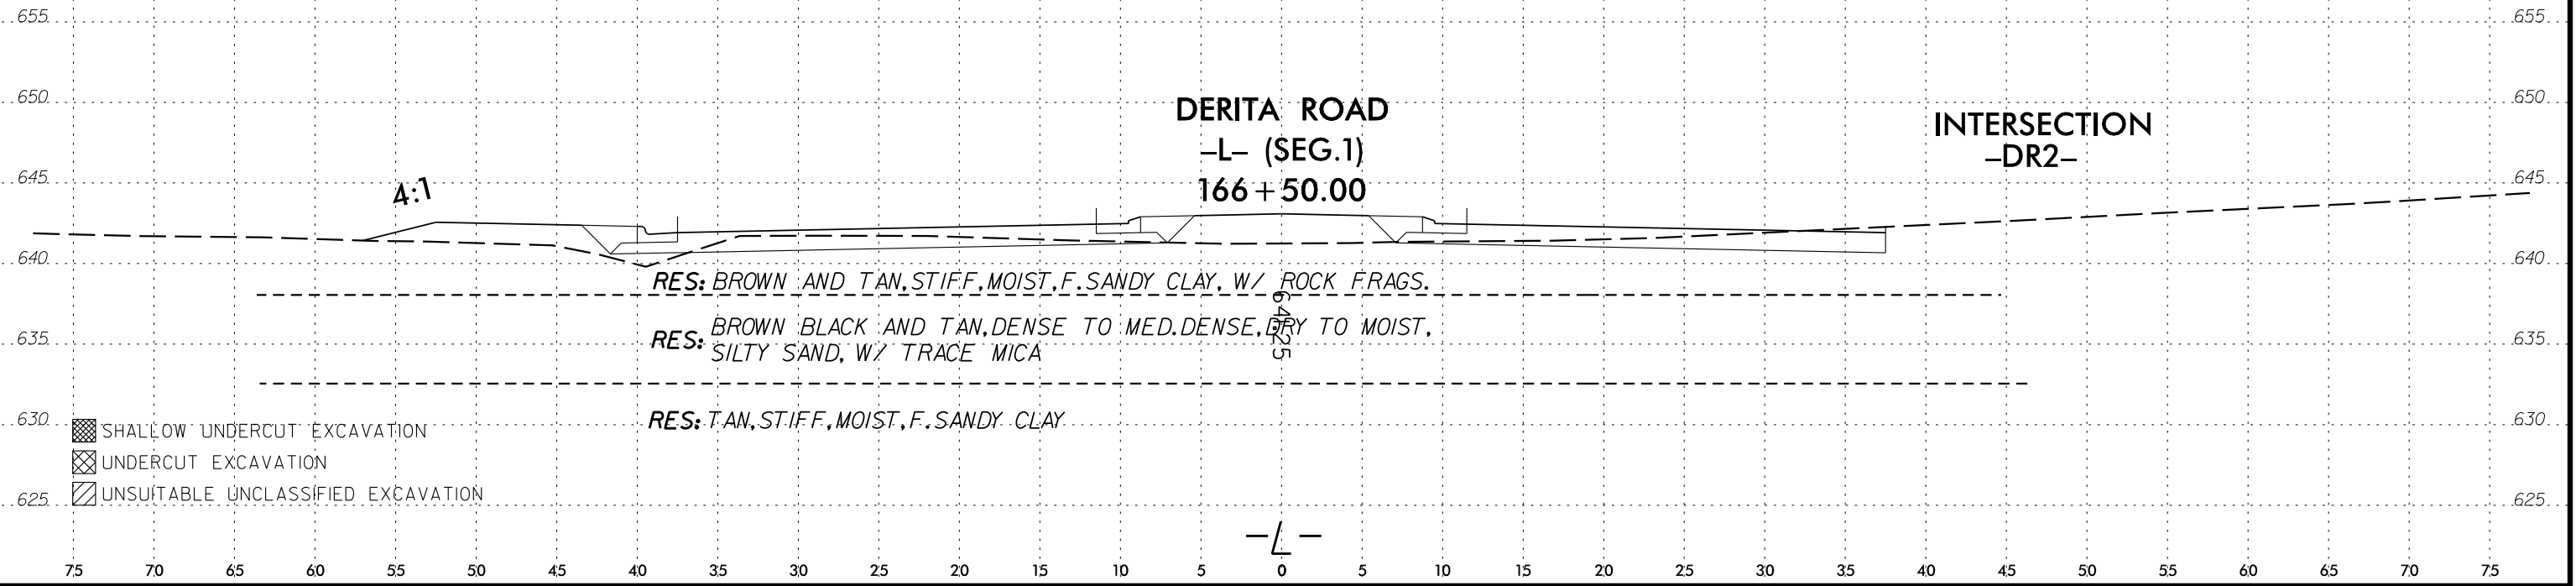 655 655
650 650
DERITA ROAD
-L- (SEG.1)
166+50.00
INTERSECTION
-DR2-
645 645
4:1
640 640
RES: BROWN AND TAN,STIFF,MOIST,F.SANDY CLAY, W/ ROCK FRAGS.
RES: BROWN BLACK AND TAN,DENSE TO MED.DENSE,DRY TO MOIST,
SILTY SAND, W/ TRACE MICA
635 635
RES: TAN,STIFF,MOIST,F.SANDY CLAY
630 630
SHALLOW UNDERCUT EXCAVATION
UNDERCUT EXCAVATION
UNSUITABLE UNCLASSIFIED EXCAVATION
625 625
-L-
75 70 65 60 55 50 45 40 35 30 25 20 15 10 5 0 5 10 15 20 25 30 35 40 45 50 55 60 65 70 75